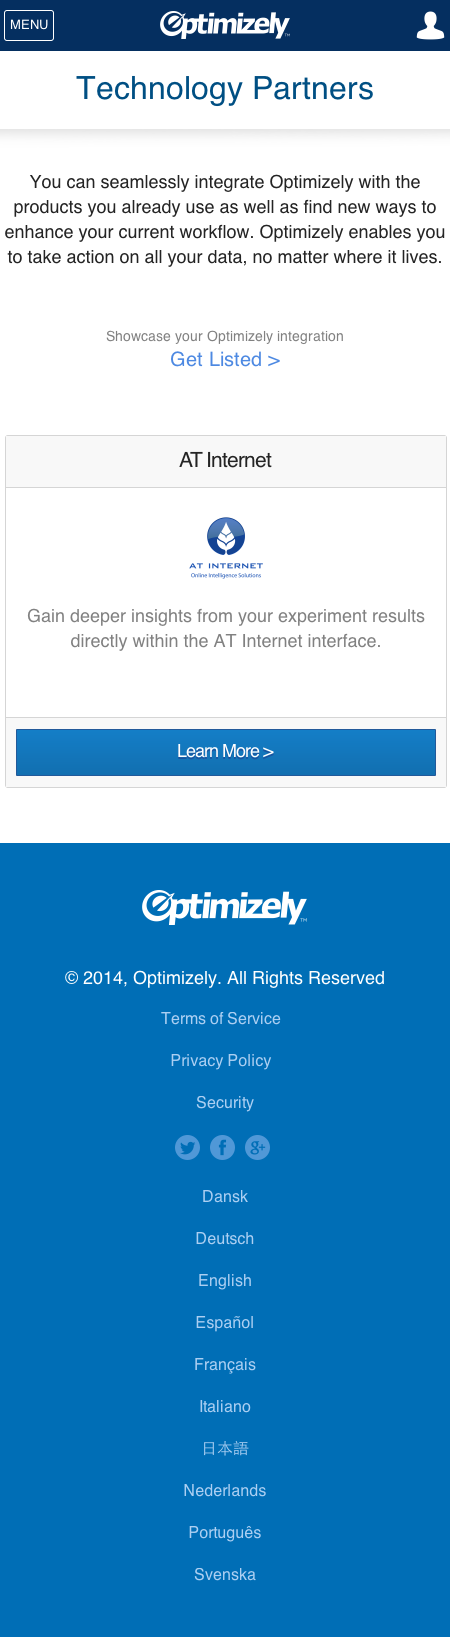 MENU
Optimizely™
Technology Partners
You can seamlessly integrate Optimizely with the
products you already use as well as find new ways to
enhance your current workflow. Optimizely enables you
to take action on all your data, no matter where it lives.
Showcase your Optimizely integration
Get Listed >
AT Internet
AT INTERNET
Online Intelligence Solutions
Gain deeper insights from your experiment results
directly within the AT Internet interface.
Learn More >
Optimizely™
© 2014, Optimizely. All Rights Reserved
Terms of Service
Privacy Policy
Security
Dansk
Deutsch
English
Español
Français
Italiano
日本語
Nederlands
Português
Svenska